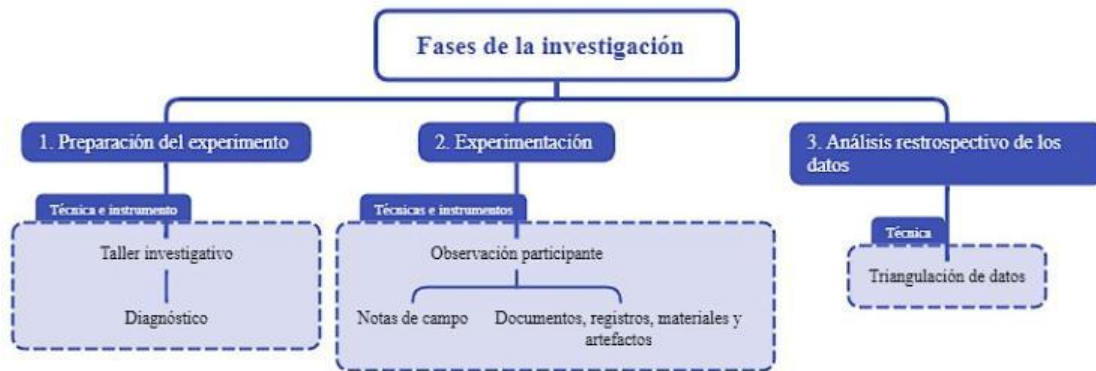 Fases de la investigación
1. Preparación del experimento
Técnica e instrumento
Taller investigativo
Diagnóstico
2. Experimentación
Técnicas e instrumentos
Observación participante
Notas de campo
Documentos, registros, materiales y
artefactos
3. Análisis restrospectivo de los
datos
Técnica
Triangulación de datos